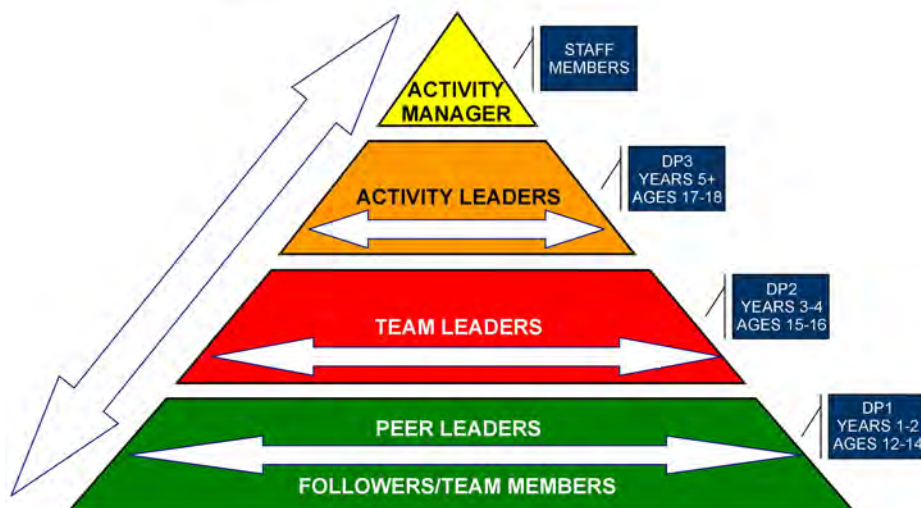 ACTIVITY
MANAGER
STAFF
MEMBERS
ACTIVITY LEADERS
DP3
YEARS 5+
AGES 17-18
TEAM LEADERS
DP2
YEARS 3-4
AGES 15-16
PEER LEADERS
FOLLOWERS/TEAM MEMBERS
DP1
YEARS 1-2
AGES 12-14